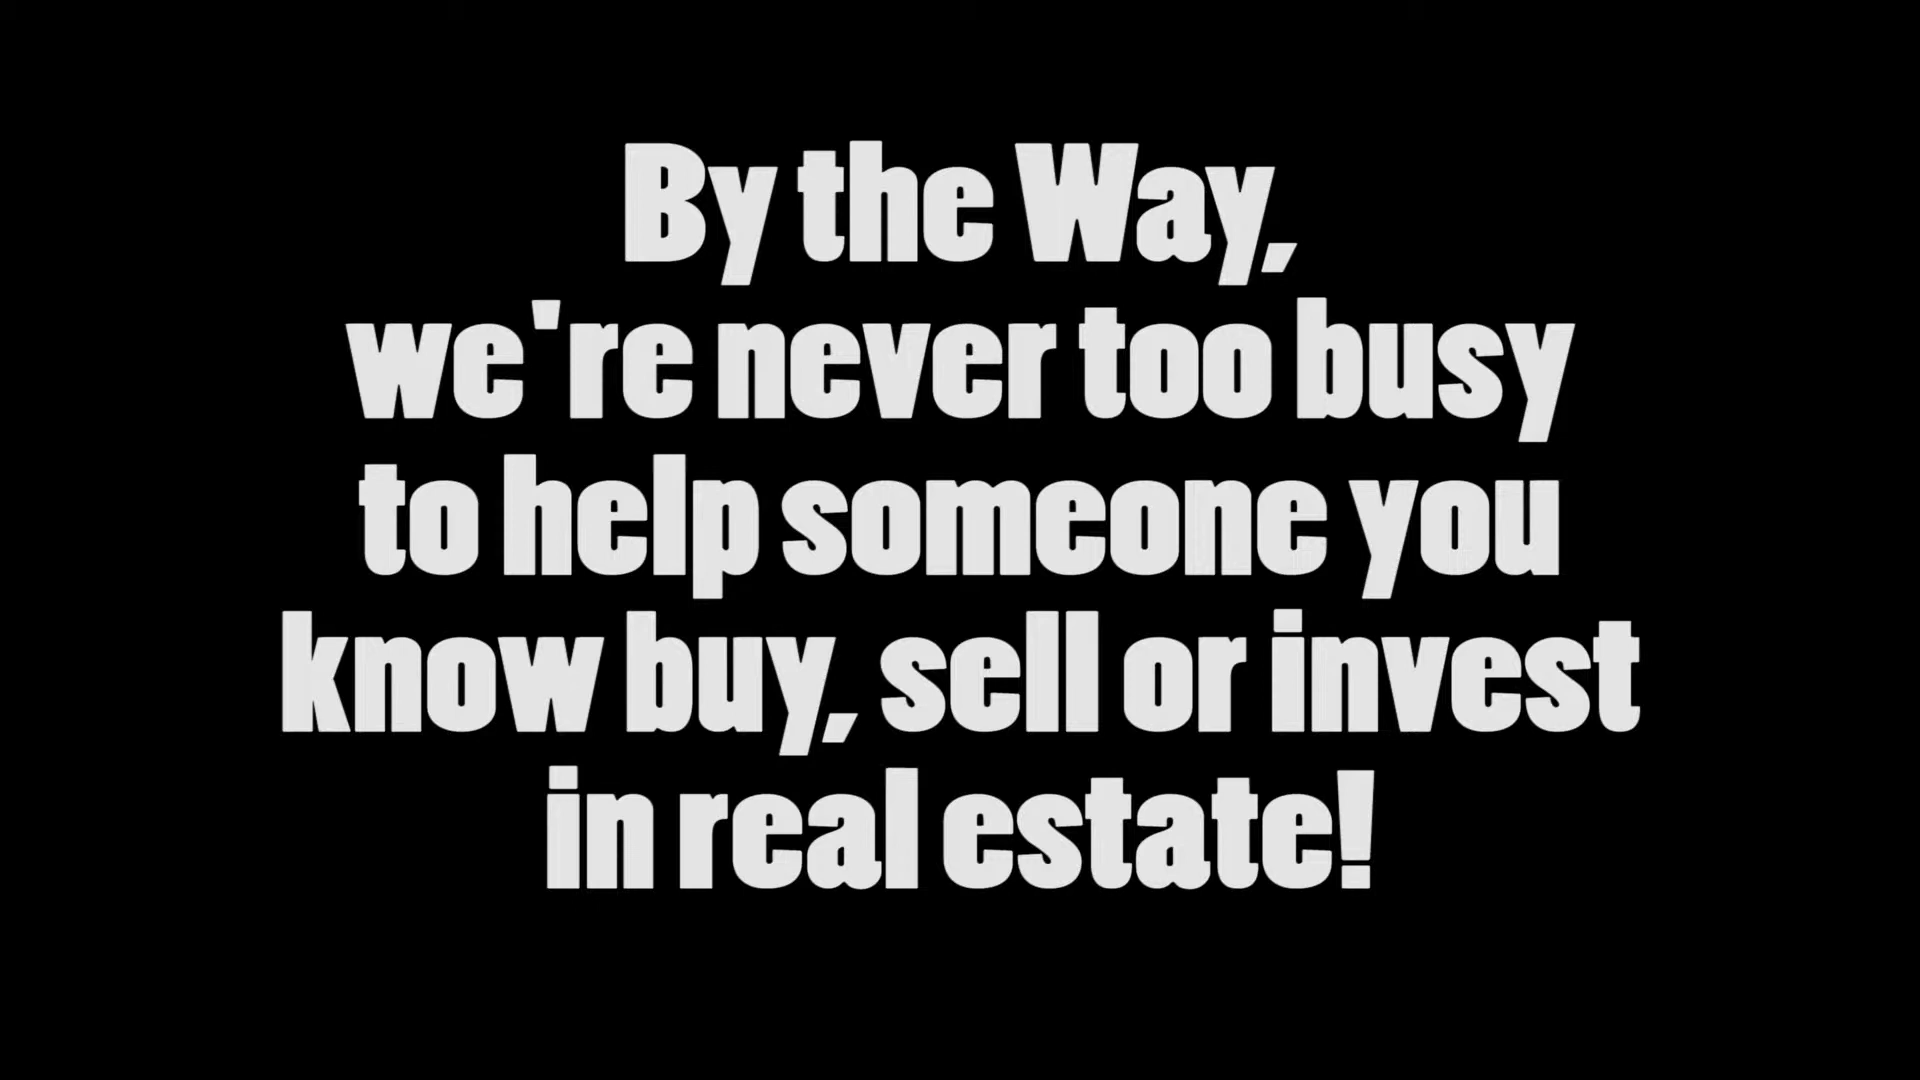 By the Way,
we're never too busy
to help someone you
know buy, sell or invest
in real estate!